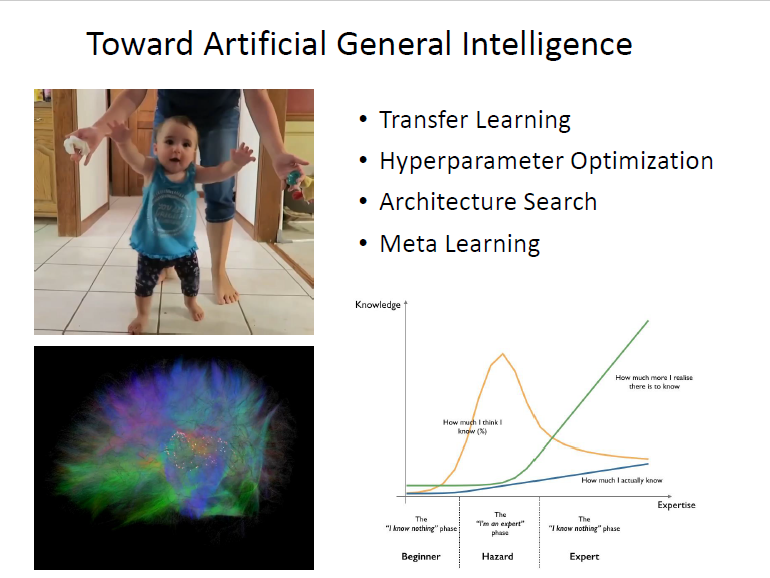 Toward Artificial General Intelligence
• Transfer Learning
• Hyperparameter Optimization
• Architecture Search
• Meta Learning
Knowledge
How much more I realise
there is to know
How much I think I
know (%)
How much I actually know
Expertise
The
"I know nothing" phase
The
"I'm an expert"
phase
The
"I know nothing" phase
Beginner
Hazard
Expert